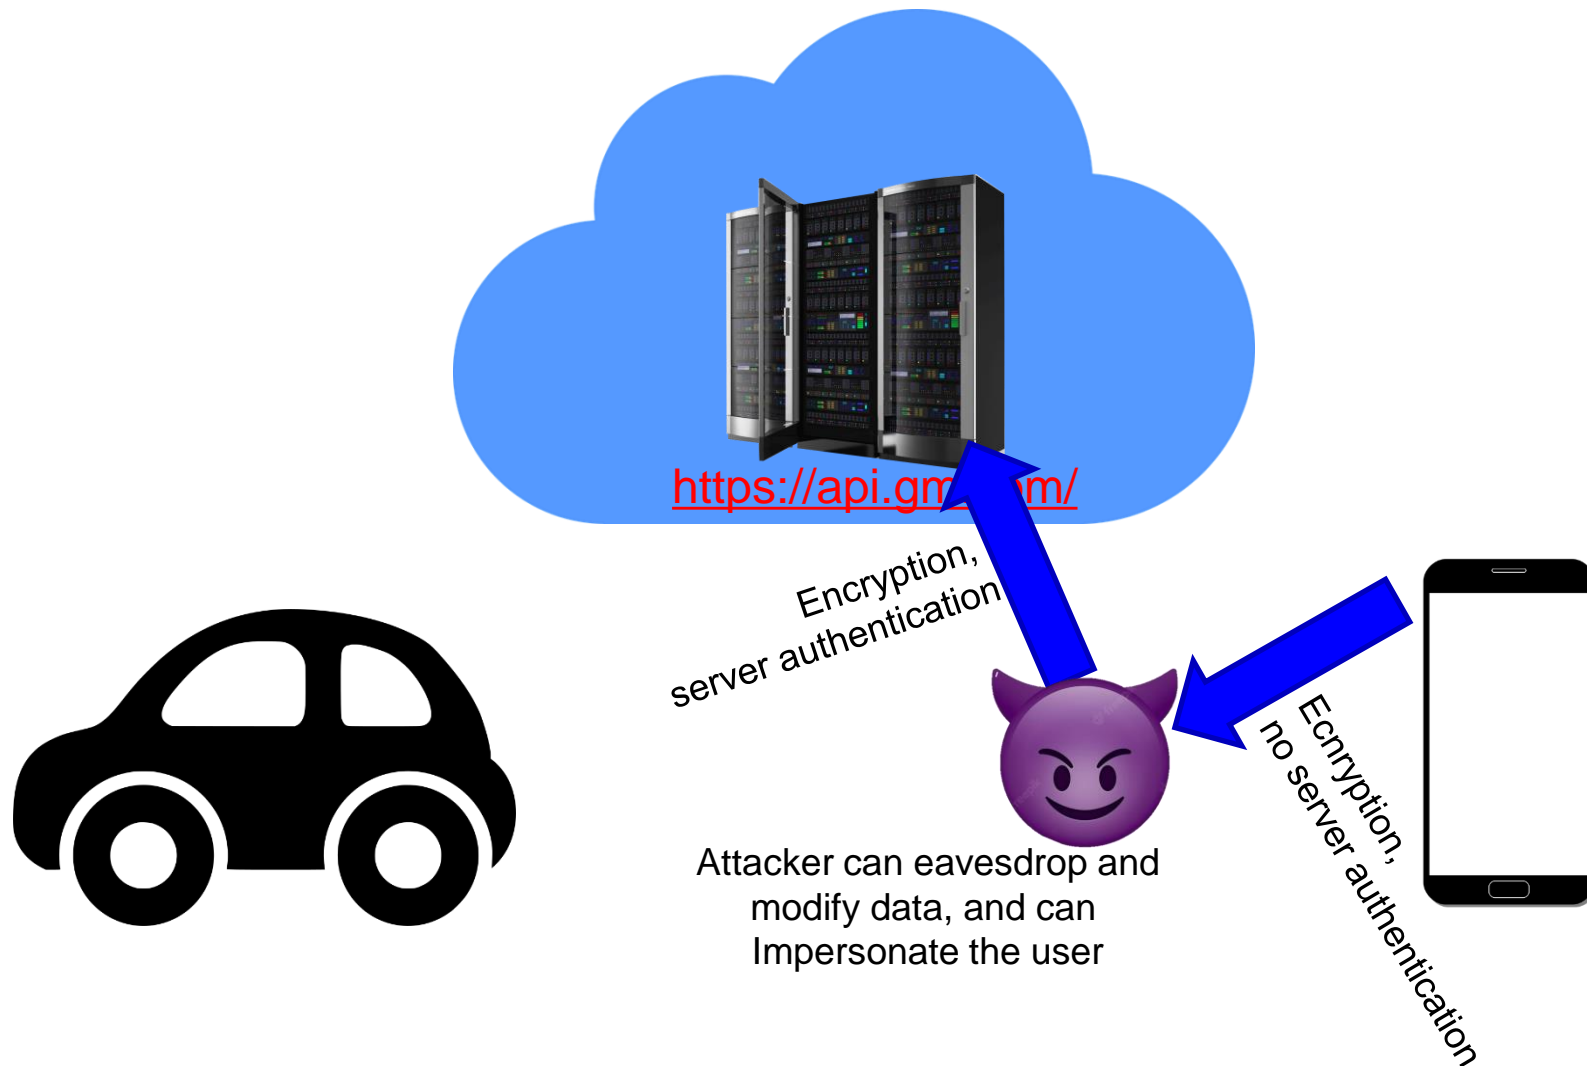 https://api.gm m/
Encryption,
server authentication
Ecnryption,
no server authentication
Attacker can eavesdrop and
modify data, and can
Impersonate the user